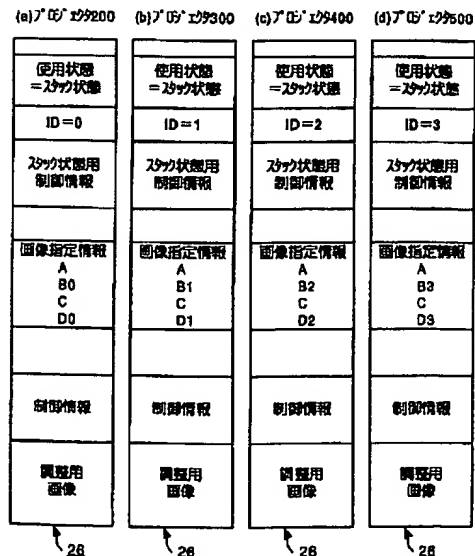 (a)プロジェクタ200
使用状態
=スタック状態
ID=0
スタック状態用
制御情報
画像指定情報
A
B0
C
D0
制御情報
調整用
画像
26
(b)プロジェクタ300
使用状態
=スタック状態
ID=1
スタック状態用
制御情報
画像指定情報
A
B1
C
D1
制御情報
調整用
画像
26
(c)プロジェクタ400
使用状態
=スタック状態
ID=2
スタック状態用
制御情報
画像指定情報
A
B2
C
D2
制御情報
調整用
画像
26
(d)プロジェクタ500
使用状態
=スタック状態
ID=3
スタック状態用
制御情報
画像指定情報
A
B3
C
D3
制御情報
調整用
画像
26